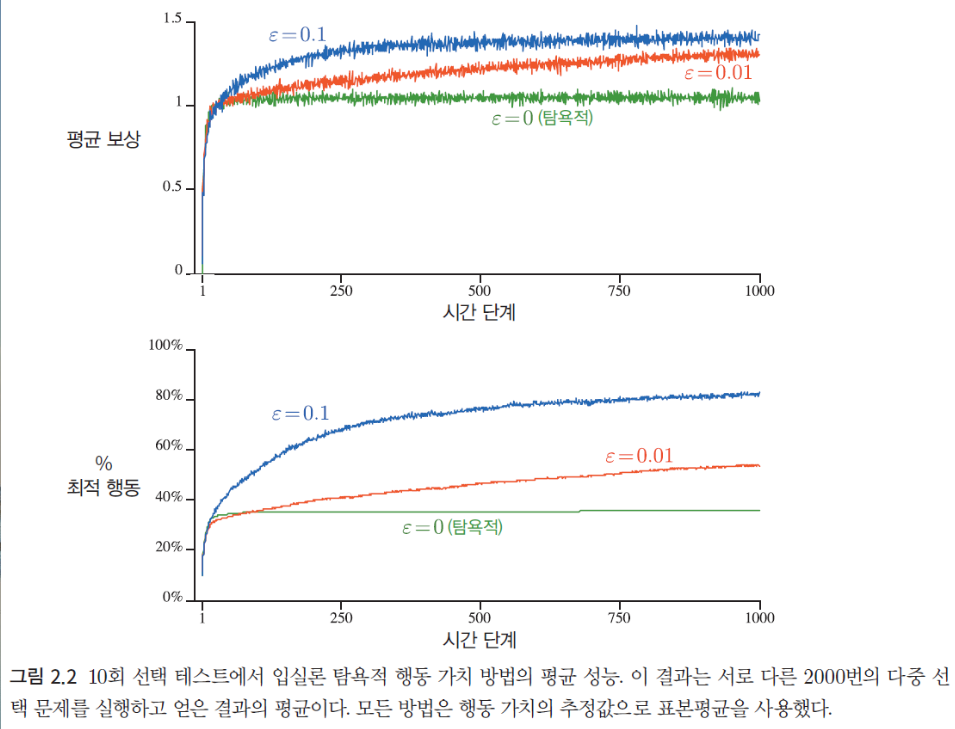 1.5
ε=0.1
ε=0.01
1
ε=0 (탐욕적)
평균 보상
0.5
0
1
250
500
750
1000
시간 단계
100%
80%
ε=0.1
60%
ε=0.01
%
최적 행동
40%
ε=0 (탐욕적)
20%
0%
1
250
500
750
1000
시간 단계
그림 2.2 10회 선택 테스트에서 입실론 탐욕적 행동 가치 방법의 평균 성능. 이 결과는 서로 다른 2000번의 다중 선
택 문제를 실행하고 얻은 결과의 평균이다. 모든 방법은 행동 가치의 추정값으로 표본평균을 사용했다.